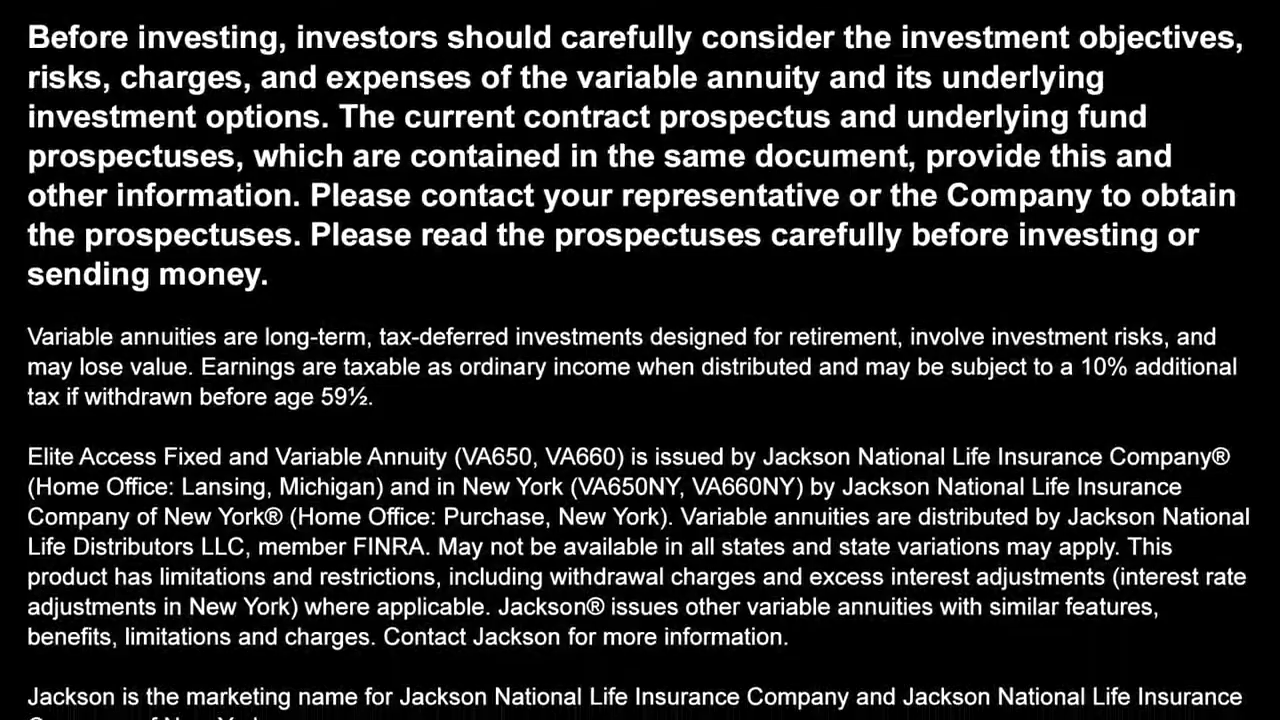 Before investing, investors should carefully consider the investment objectives,
risks, charges, and expenses of the variable annuity and its underlying
investment options. The current contract prospectus and underlying fund
prospectuses, which are contained in the same document, provide this and
other information. Please contact your representative or the Company to obtain
the prospectuses. Please read the prospectuses carefully before investing or
sending money.
Variable annuities are long-term, tax-deferred investments designed for retirement, involve investment risks, and
may lose value. Earnings are taxable as ordinary income when distributed and may be subject to a 10% additional
tax if withdrawn before age 59½.
Elite Access Fixed and Variable Annuity (VA650, VA660) is issued by Jackson National Life Insurance Company®
(Home Office: Lansing, Michigan) and in New York (VA650NY, VA660NY) by Jackson National Life Insurance
Company of New York® (Home Office: Purchase, New York). Variable annuities are distributed by Jackson National
Life Distributors LLC, member FINRA. May not be available in all states and state variations may apply. This
product has limitations and restrictions, including withdrawal charges and excess interest adjustments (interest rate
adjustments in New York) where applicable. Jackson® issues other variable annuities with similar features,
benefits, limitations and charges. Contact Jackson for more information.
Jackson is the marketing name for Jackson National Life Insurance Company and Jackson National Life Insurance